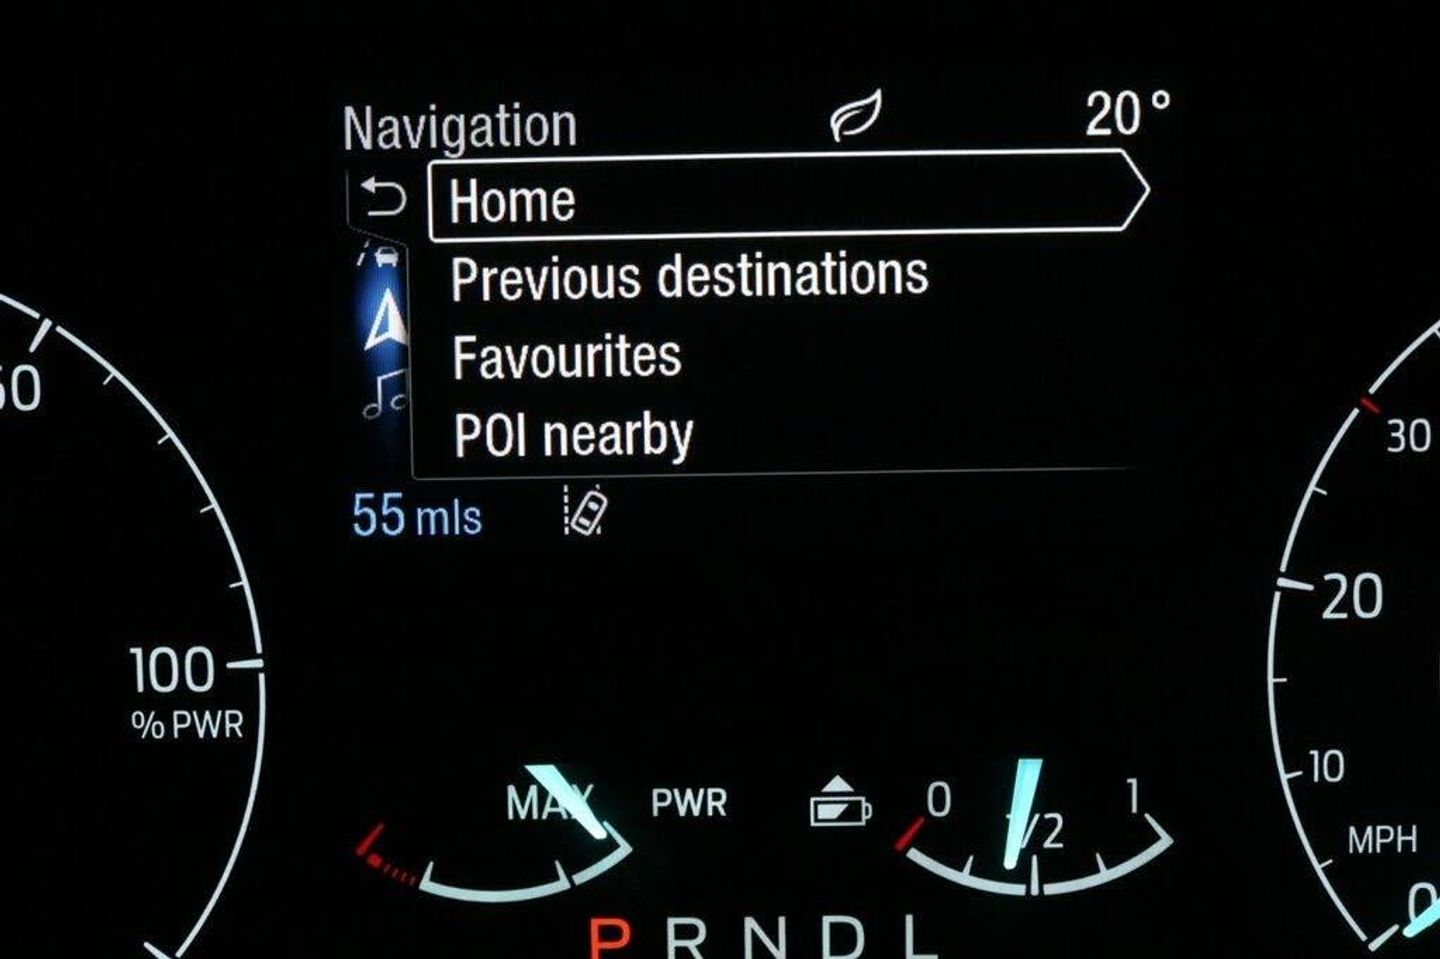 Navigation
20°
Home
Previous destinations
Favourites
POI nearby
55 mls
100
% PWR
MAX
PWR
0
1/2
1
30
20
10
MPH
0
P R N D L